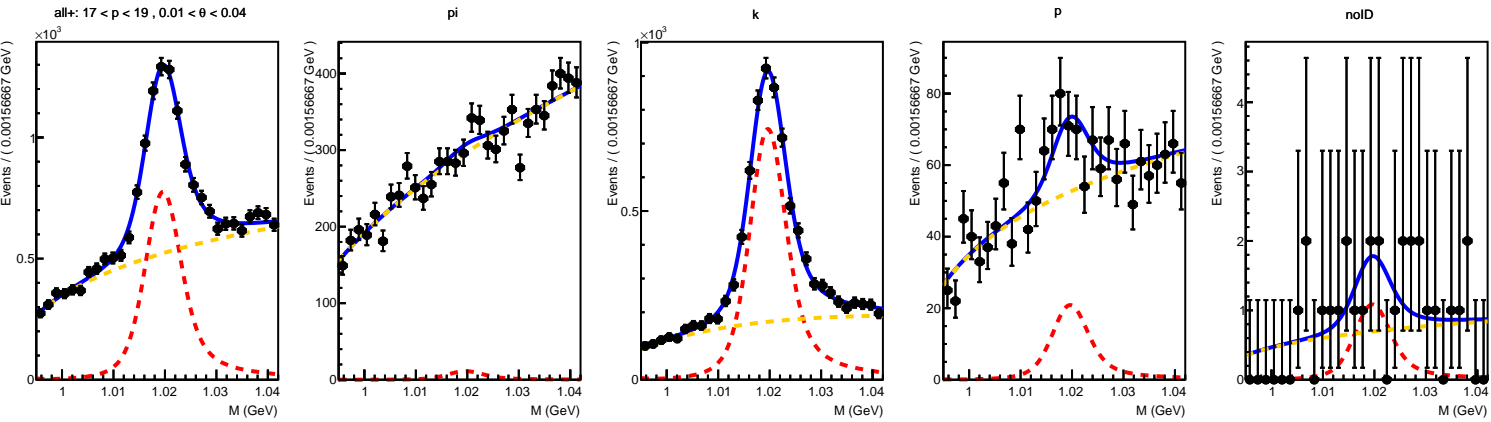 all+: 17 < p < 19 , 0.01 < θ < 0.04
×10³
Events / ( 0.00156667 GeV )
1
0.5
0
1 1.01 1.02 1.03 1.04
M (GeV)
pi
Events / ( 0.00156667 GeV )
400
300
200
100
0
1 1.01 1.02 1.03 1.04
M (GeV)
k
×10³
Events / ( 0.00156667 GeV )
1
0.5
0
1 1.01 1.02 1.03 1.04
M (GeV)
p
Events / ( 0.00156667 GeV )
80
60
40
20
0
1 1.01 1.02 1.03 1.04
M (GeV)
noID
Events / ( 0.00156667 GeV )
4
3
2
1
0
1 1.01 1.02 1.03 1.04
M (GeV)